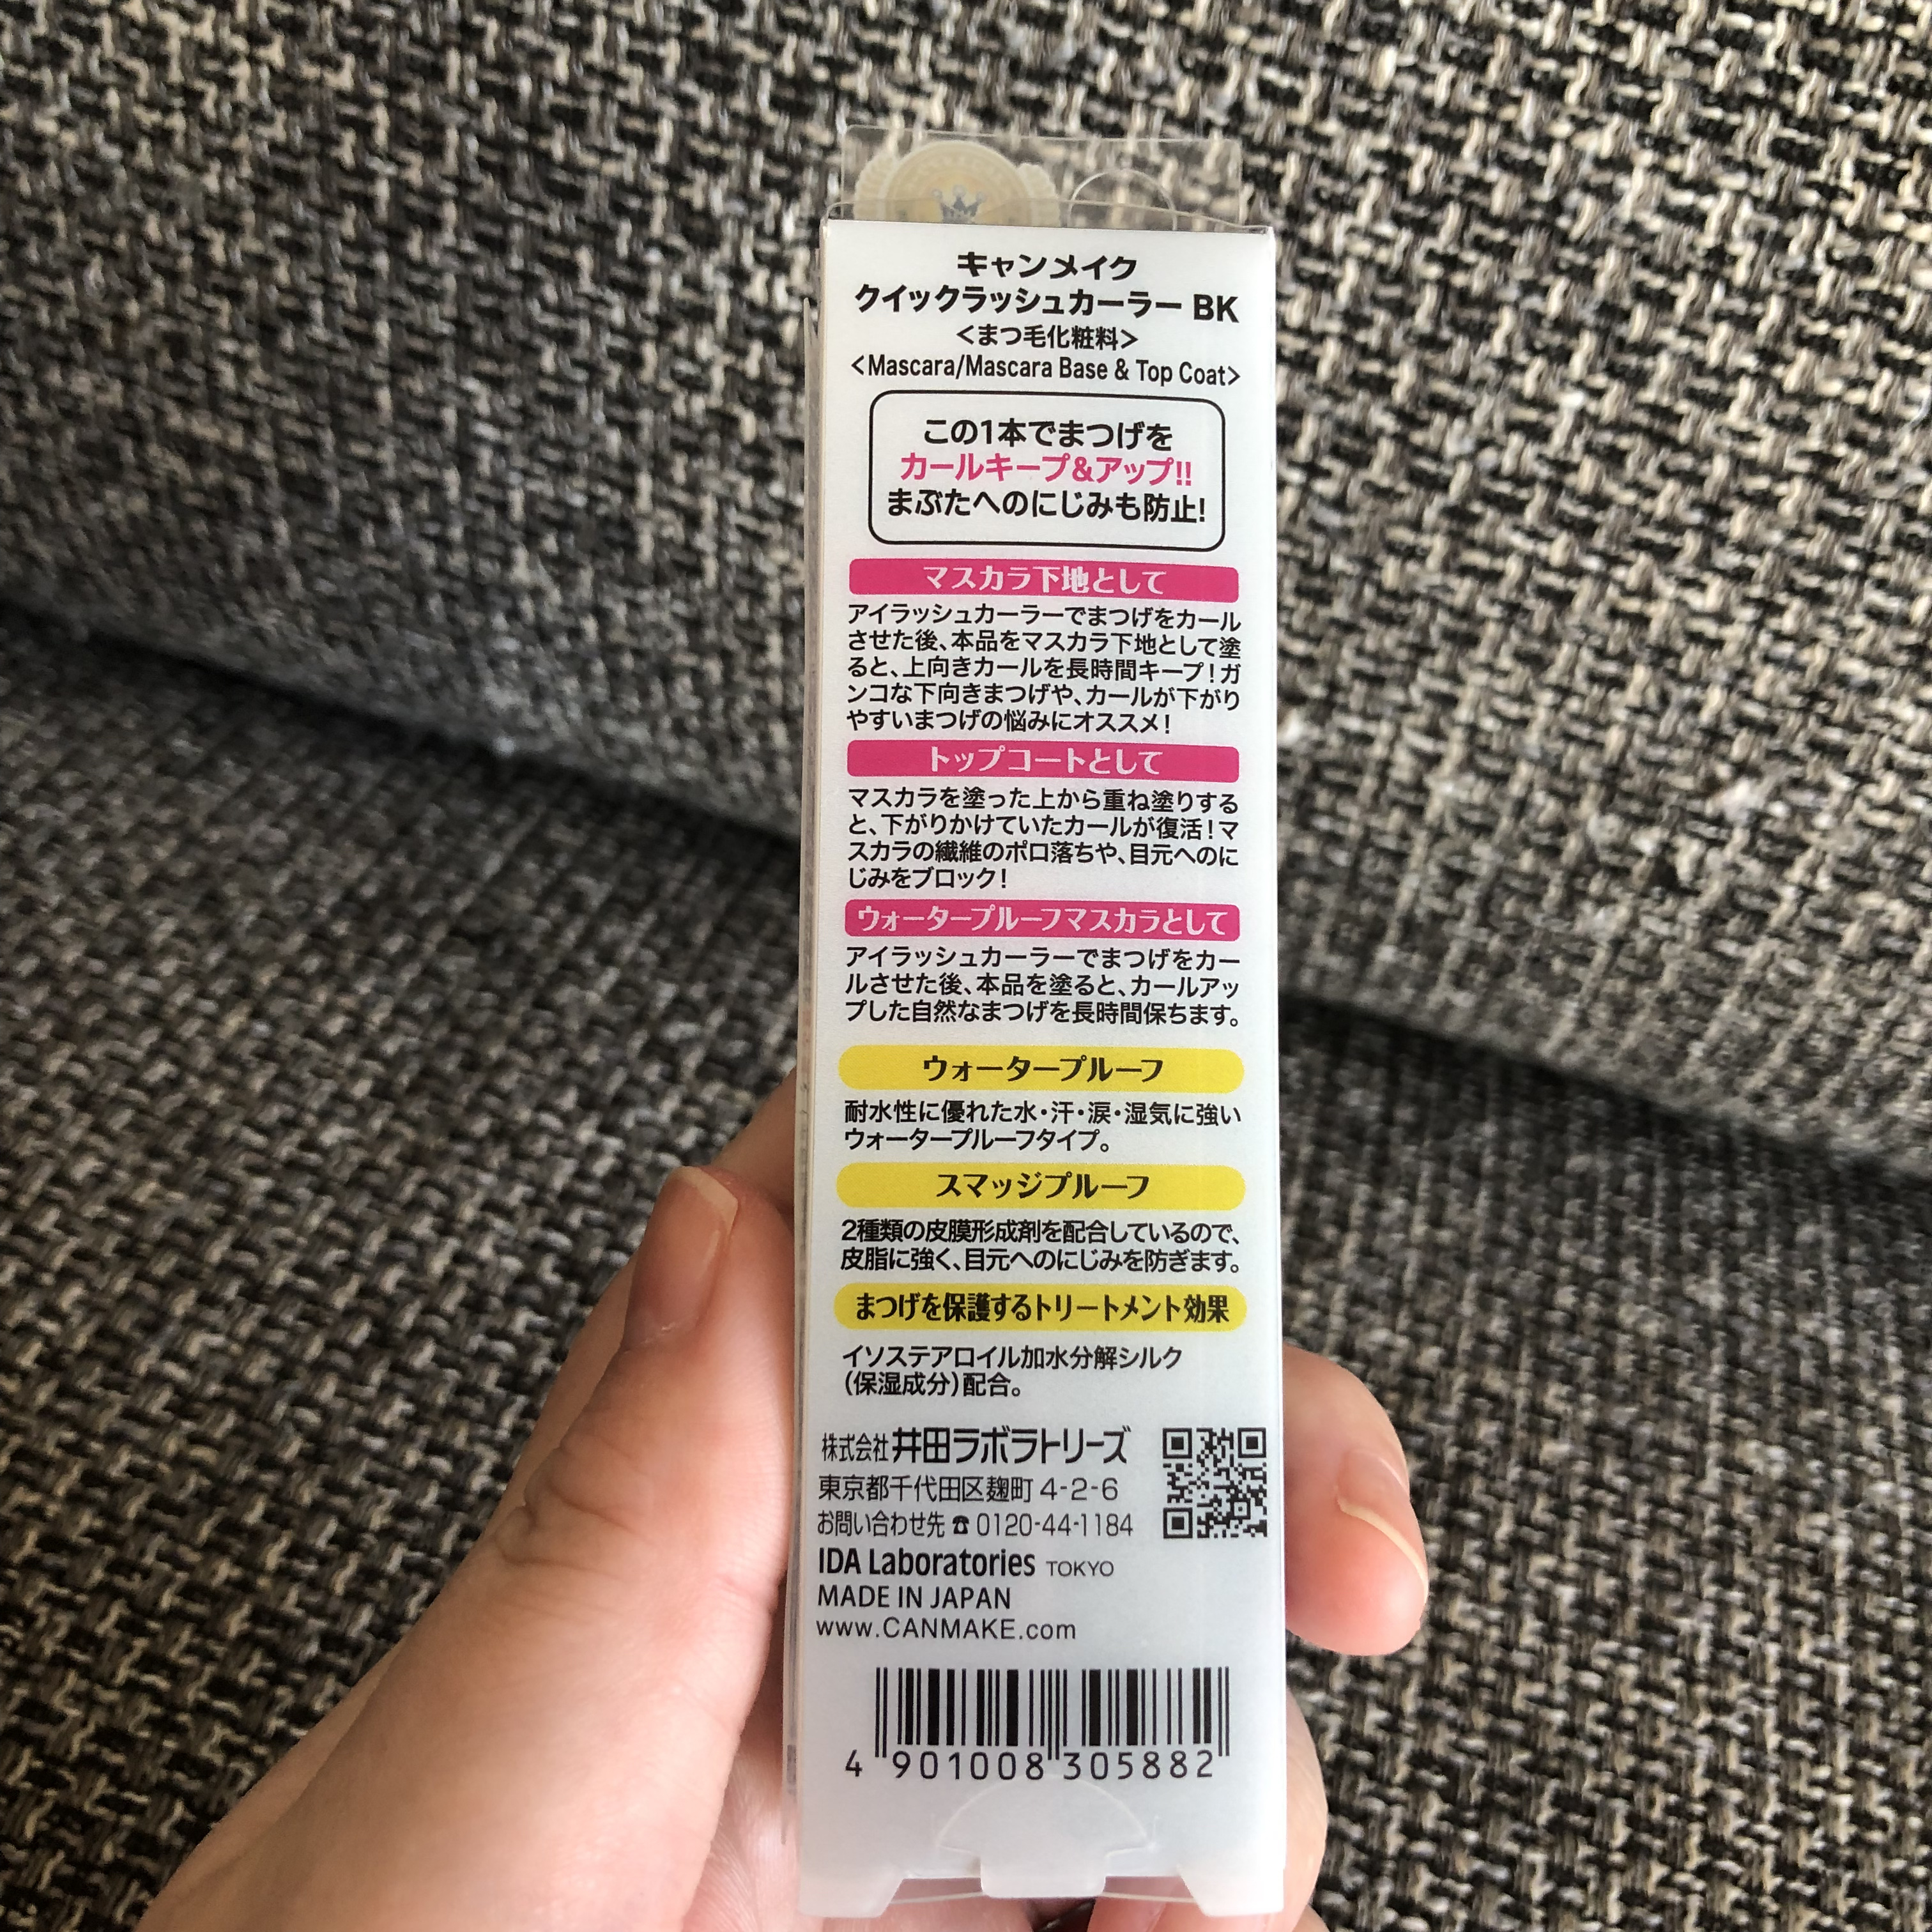 キャンメイク
クイックラッシュカーラー BK
<まつ毛化粧料>
<Mascara/Mascara Base & Top Coat>
この1本でまつげを
カールキープ&アップ!!
まぶたへのにじみも防止!
マスカラ下地として
アイラッシュカーラーでまつげをカール
させた後、本品をマスカラ下地として塗
ると、上向きカールを長時間キープ!ガ
ンコな下向きまつげや、カールが下がり
やすいまつげの悩みにオススメ!
トップコートとして
マスカラを塗った上から重ね塗りする
と、下がりかけていたカールが復活!マ
スカラの繊維のポロ落ちや、目元へのに
じみをブロック!
ウォータープルーフマスカラとして
アイラッシュカーラーでまつげをカー
ルさせた後、本品を塗ると、カールアッ
プした自然なまつげを長時間保ちます。
ウォータープルーフ
耐水性に優れた水・汗・涙・湿気に強い
ウォータープルーフタイプ。
スマッジプルーフ
2種類の皮膜形成剤を配合しているので、
皮脂に強く、目元へのにじみを防ぎます。
まつげを保護するトリートメント効果
イソステアロイル加水分解シルク
(保湿成分)配合。
株式会社 井田ラボラトリーズ
東京都千代田区麹町 4-2-6
お問い合わせ先 ☎ 0120-44-1184
IDA Laboratories TOKYO
MADE IN JAPAN
www.CANMAKE.com
4 901008 305882